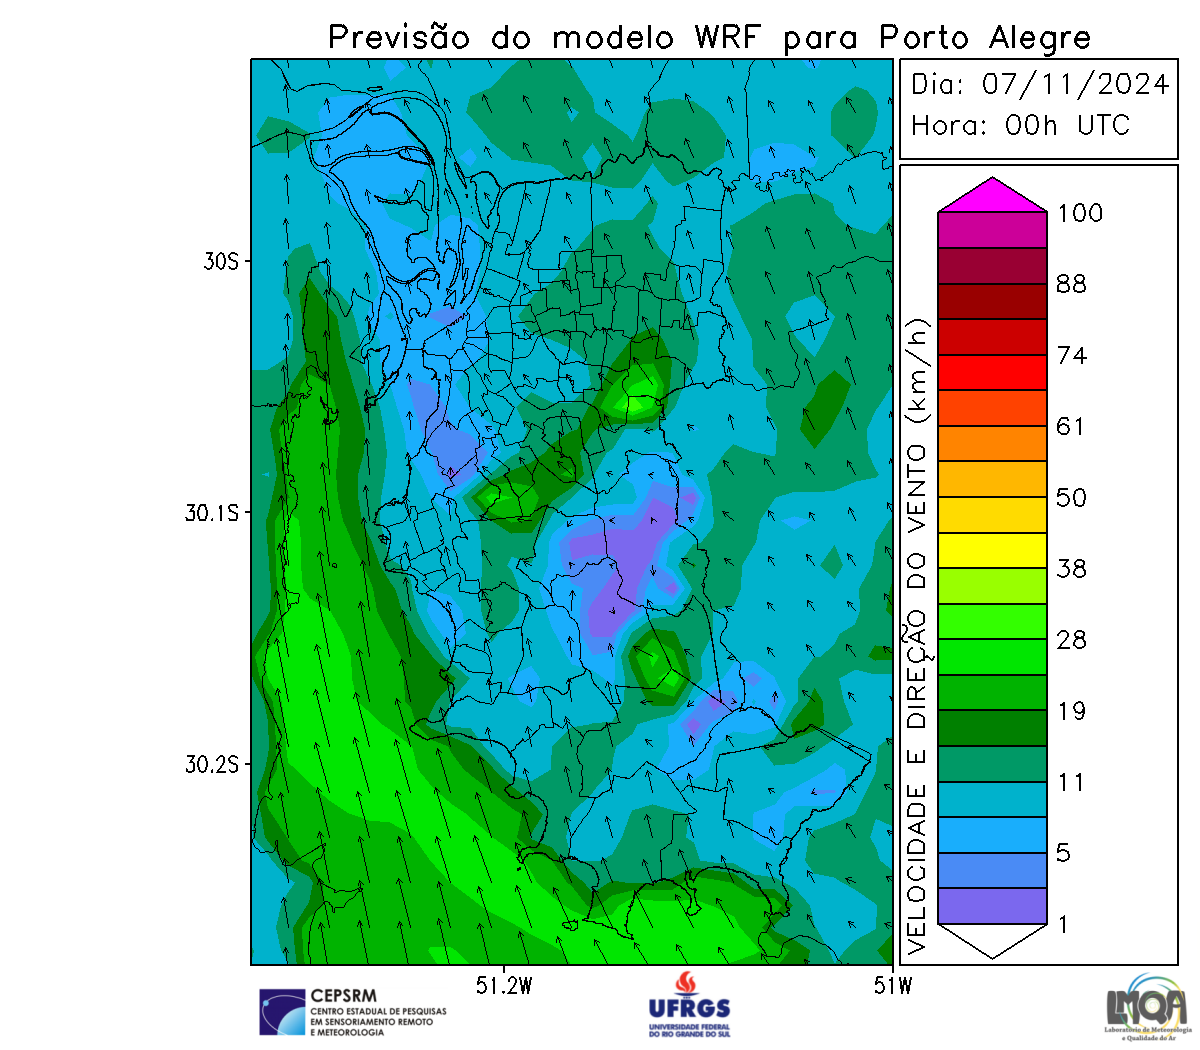 Previsão do modelo WRF para Porto Alegre
Dia: 07/11/2024
Hora: 00h UTC
30S
30.1S
30.2S
51.2W
51W
VELOCIDADE E DIREÇÃO DO VENTO (km/h)
100
88
74
61
50
38
28
19
11
5
1
CEPSRM
CENTRO ESTADUAL DE PESQUISAS
EM SENSORIAMENTO REMOTO
E METEOROLOGIA
UFRGS
UNIVERSIDADE FEDERAL
DO RIO GRANDE DO SUL
LMQA
Laboratório de Meteorologia
e Qualidade do Ar